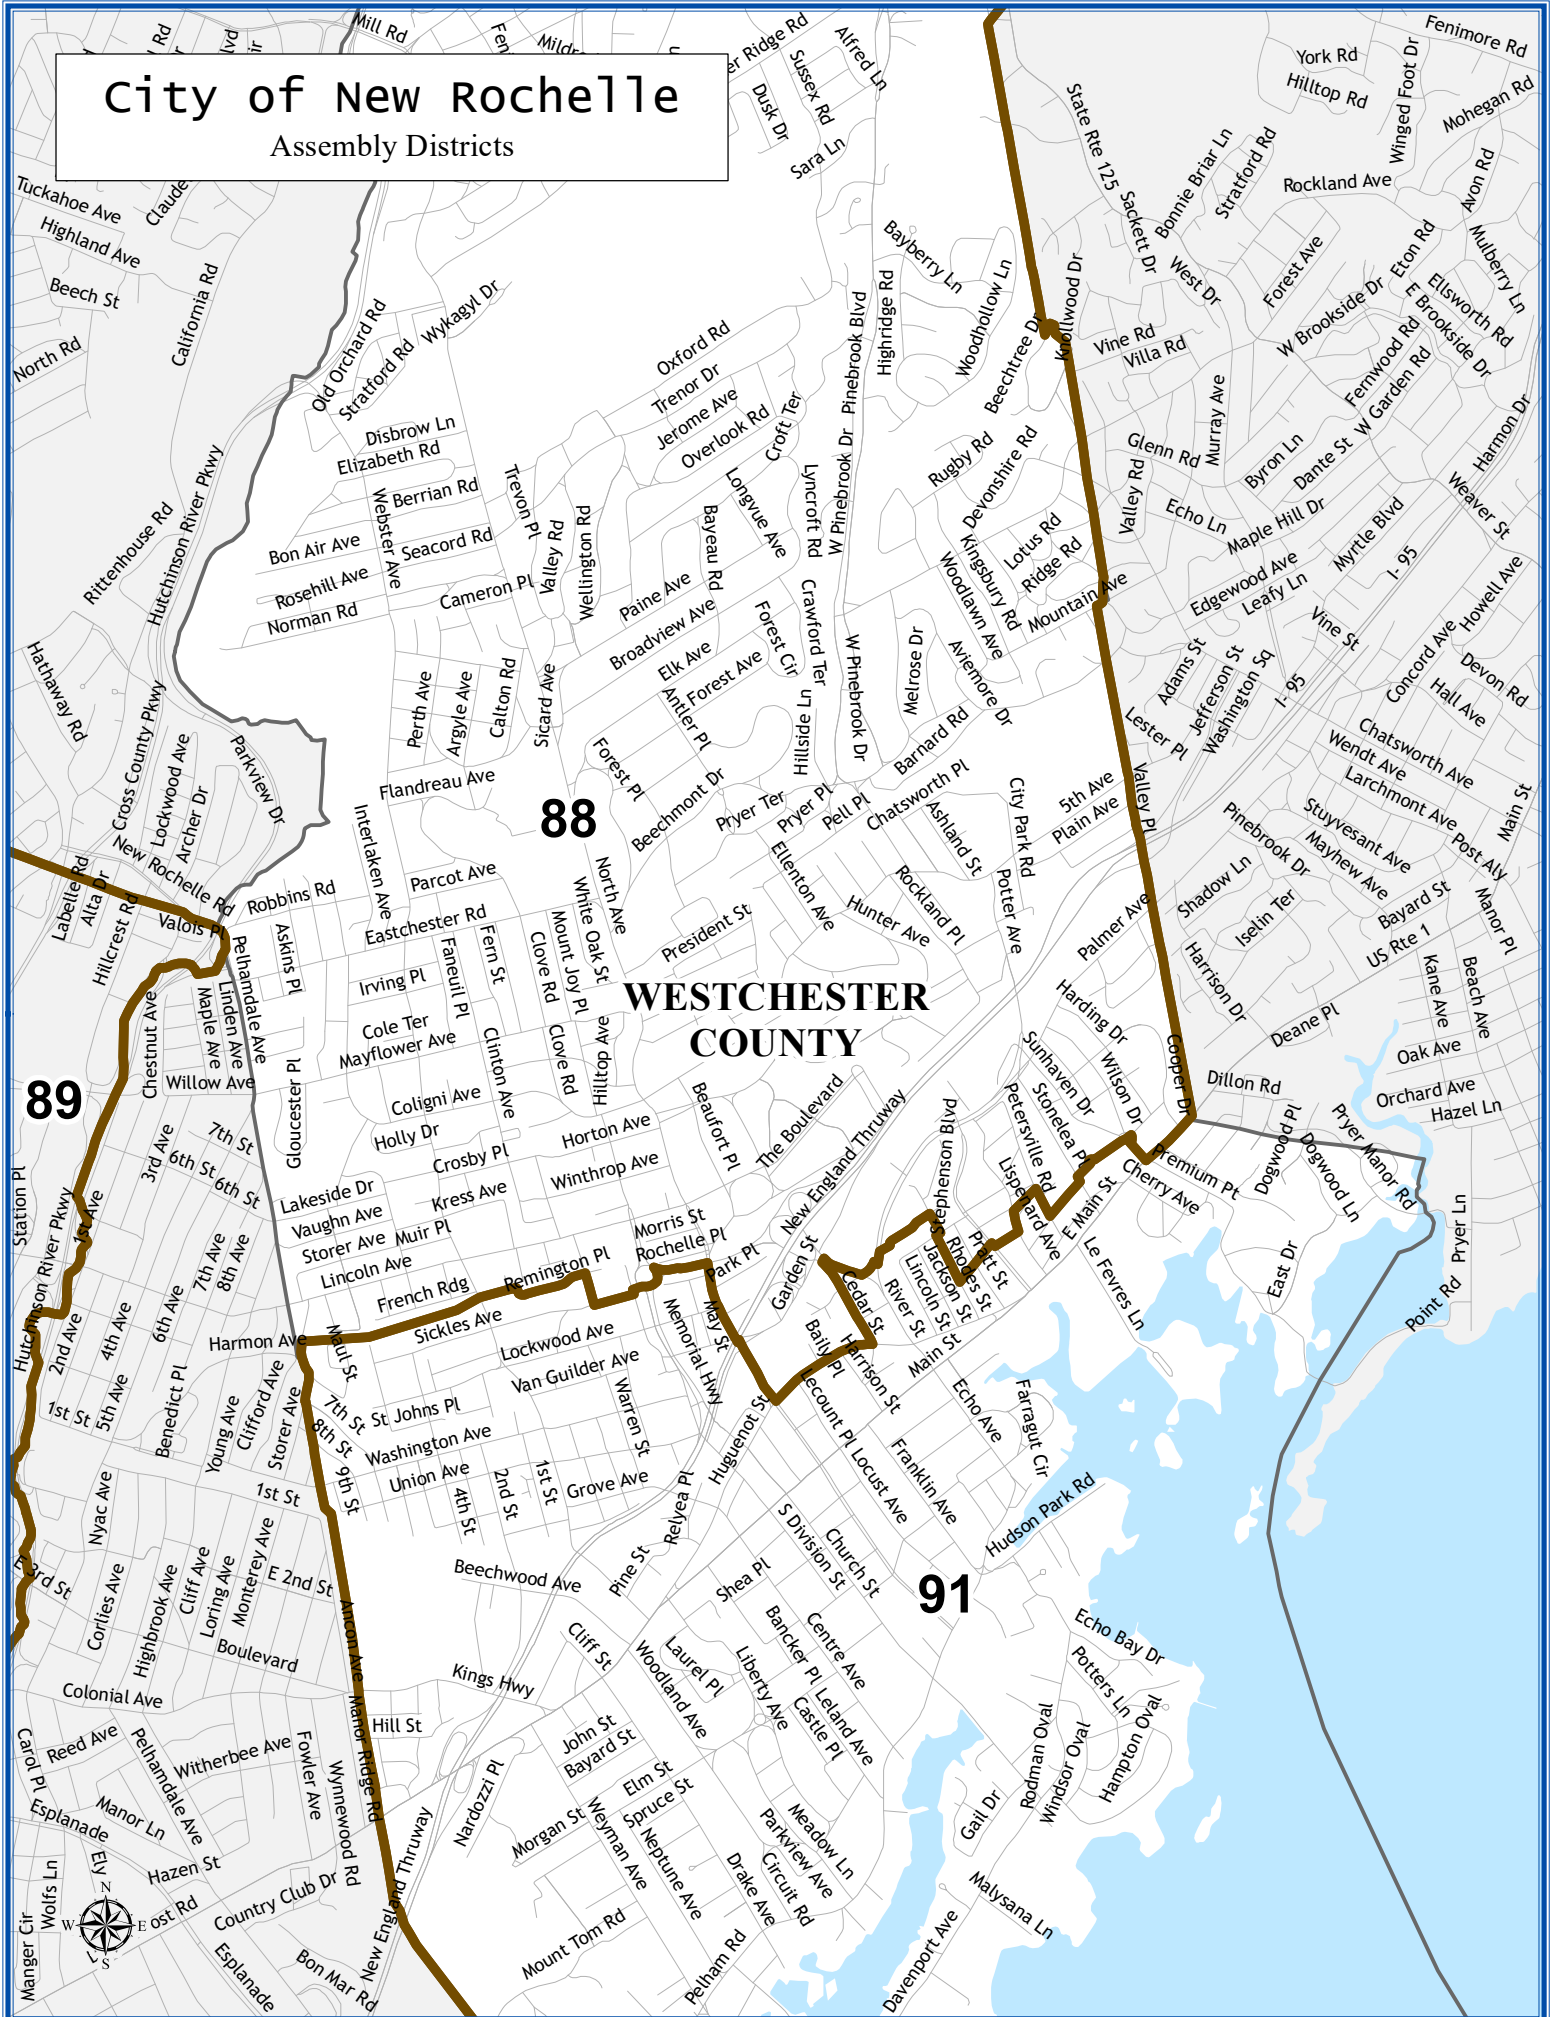 City of New Rochelle
Assembly Districts
Mill Rd
Alfred Ln
Sussex Rd
Dusk Dr
Sara Ln
Fenimore Rd
York Rd
Hilltop Rd
Winged Foot Dr
Mohegan Rd
State Rte 125
Bonnie Briar Ln
Stratford Rd
Rockland Ave
Avon Rd
Tuckahoe Ave
Highland Ave
Beech St
North Rd
California Rd
Sackett Dr
West Dr
Forest Ave
Eton Rd
Mulberry Ln
Ellsworth Rd
E Brookside Dr
W Brookside Dr
Fernwood Rd
W Garden Rd
Harmon Dr
Bayberry Ln
Woodhollow Ln
Highridge Rd
Pinebrook Blvd
Knollwood Dr
Beechtree Dr
Vine Rd
Villa Rd
Murray Ave
Old Orchard Rd
Stratford Rd
Wykagyl Dr
Oxford Rd
Trenor Dr
Jerome Ave
Overlook Rd
Croft Ter
Disbrow Ln
Elizabeth Rd
Berrian Rd
Webster Ave
Bon Air Ave
Seacord Rd
Rosehill Ave
Norman Rd
Cameron Pl
Trevon Pl
Valley Rd
Wellington Rd
Bayeau Rd
Longvue Ave
Lyncroft Rd
W Pinebrook Dr
Rugby Rd
Devonshire Rd
Lotus Rd
Ridge Rd
Kingsbury Rd
Woodlawn Ave
Mountain Ave
Glenn Rd
Valley Rd
Echo Ln
Byron Ln
Dante St
Maple Hill Dr
Myrtle Blvd
Weaver St
I- 95
Edgewood Ave
Leafy Ln
Vine St
Howell Ave
Concord Ave
Devon Rd
Hall Ave
Rittenhouse Rd
Hutchinson River Pkwy
Hathaway Rd
Cross County Pkwy
Lockwood Ave
Archer Dr
Parkview Dr
New Rochelle Rd
Paine Ave
Broadview Ave
Elk Ave
Forest Ave
Forest Cir
Crawford Ter
Antler Pl
Hillside Ln
W Pinebrook Dr
Melrose Dr
Aviemore Dr
Barnard Rd
Perth Ave
Argyle Ave
Calton Rd
Sicard Ave
Flandreau Ave
Forest Pl
Beechmont Dr
88
Interlaken Ave
Pryer Ter
Pryer Pl
Pell Pl
Chatsworth Pl
Ashland St
City Park Rd
5th Ave
Plain Ave
Valley Pl
Adams St
Jefferson St
Washington Sq
I- 95
Lester Pl
Chatsworth Ave
Wendt Ave
Larchmont Ave
Main St
Stuyvesant Ave
Post Aly
Mayhew Ave
Pinebrook Dr
Shadow Ln
Iselin Ter
Bayard St
Manor Pl
US Rte 1
Labelle Rd
Alta Dr
Hillcrest Rd
Valois Pl
Robbins Rd
Parcot Ave
Eastchester Rd
North Ave
White Oak St
Mount Joy Pl
Clove Rd
Fern St
Faneuil Pl
Askins Pl
Pelhamdale Ave
Irving Pl
Cole Ter
Mayflower Ave
President St
Ellenton Ave
Hunter Ave
Rockland Pl
Potter Ave
Palmer Ave
Harrison Dr
Deane Pl
Kane Ave
Beach Ave
WESTCHESTER
COUNTY
89
Chestnut Ave
Maple Ave
Linden Ave
Willow Ave
Gloucester Pl
Coligni Ave
Clinton Ave
Clove Rd
Hilltop Ave
Holly Dr
Crosby Pl
Horton Ave
Winthrop Ave
Kress Ave
Beaufort Pl
The Boulevard
New England Thruway
Harding Dr
Sunhaven Dr
Wilson Dr
Cooper Dr
Stonelea Pl
Petersville Rd
Stephenson Blvd
Dillon Rd
Oak Ave
Orchard Ave
Hazel Ln
Dogwood Pl
Dogwood Ln
Pryer Manor Rd
Pryer Ln
Premium Pt
Cherry Ave
E Main St
Le Fevres Ln
East Dr
Point Rd
Lispenard Ave
Pratt St
Rhodes St
Jackson St
Lincoln St
River St
Cedar St
Garden St
Park Pl
Morris St
Rochelle Pl
Remington Pl
French Rdg
Sickles Ave
Lakeside Dr
Vaughn Ave
Storer Ave
Muir Pl
Lincoln Ave
7th St
6th St
6th St
3rd Ave
Station Pl
1st Ave
Hutchinson River Pkwy
7th Ave
8th Ave
6th Ave
4th Ave
2nd Ave
5th Ave
1st St
Harmon Ave
Maul St
Lockwood Ave
Van Guilder Ave
Memorial Hwy
May St
Baily Pl
Harrison St
Main St
Lecount Pl
Locust Ave
Echo Ave
Farragut Cir
Franklin Ave
Hudson Park Rd
Benedict Pl
Young Ave
Clifford Ave
Storer Ave
7th St
8th St
9th St
St Johns Pl
Washington Ave
Union Ave
Warren St
Grove Ave
1st St
2nd St
4th St
Huguenot St
Relyea Pl
Pine St
Beechwood Ave
S Division St
Church St
Shea Pl
91
Nyac Ave
1st St
E 3rd St
E 2nd St
Corlies Ave
Highbrook Ave
Cliff Ave
Loring Ave
Monterey Ave
Boulevard
Ancon Ave
Colonial Ave
Manor Ridge Rd
Kings Hwy
Hill St
Cliff St
Woodland Ave
Laurel Pl
Liberty Ave
Bancker Pl
Centre Ave
Leland Ave
Castle Pl
Echo Bay Dr
Potters Ln
Rodman Oval
Windsor Oval
Hampton Oval
Gail Dr
Carol Pl
Reed Ave
Pelhamdale Ave
Witherbee Ave
Fowler Ave
Wynnewood Rd
Esplanade
Manor Ln
Hazen St
Country Club Dr
Ely
Wolfs Ln
Manger Cir
ost Rd
Esplanade
Bon Mar Rd
New England Thruway
Nardozzi Pl
John St
Bayard St
Elm St
Spruce St
Morgan St
Weyman Ave
Neptune Ave
Drake Ave
Circuit Rd
Parkview Ave
Meadow Ln
Mount Tom Rd
Pelham Rd
Davenport Ave
Malysana Ln
N
W
E
S